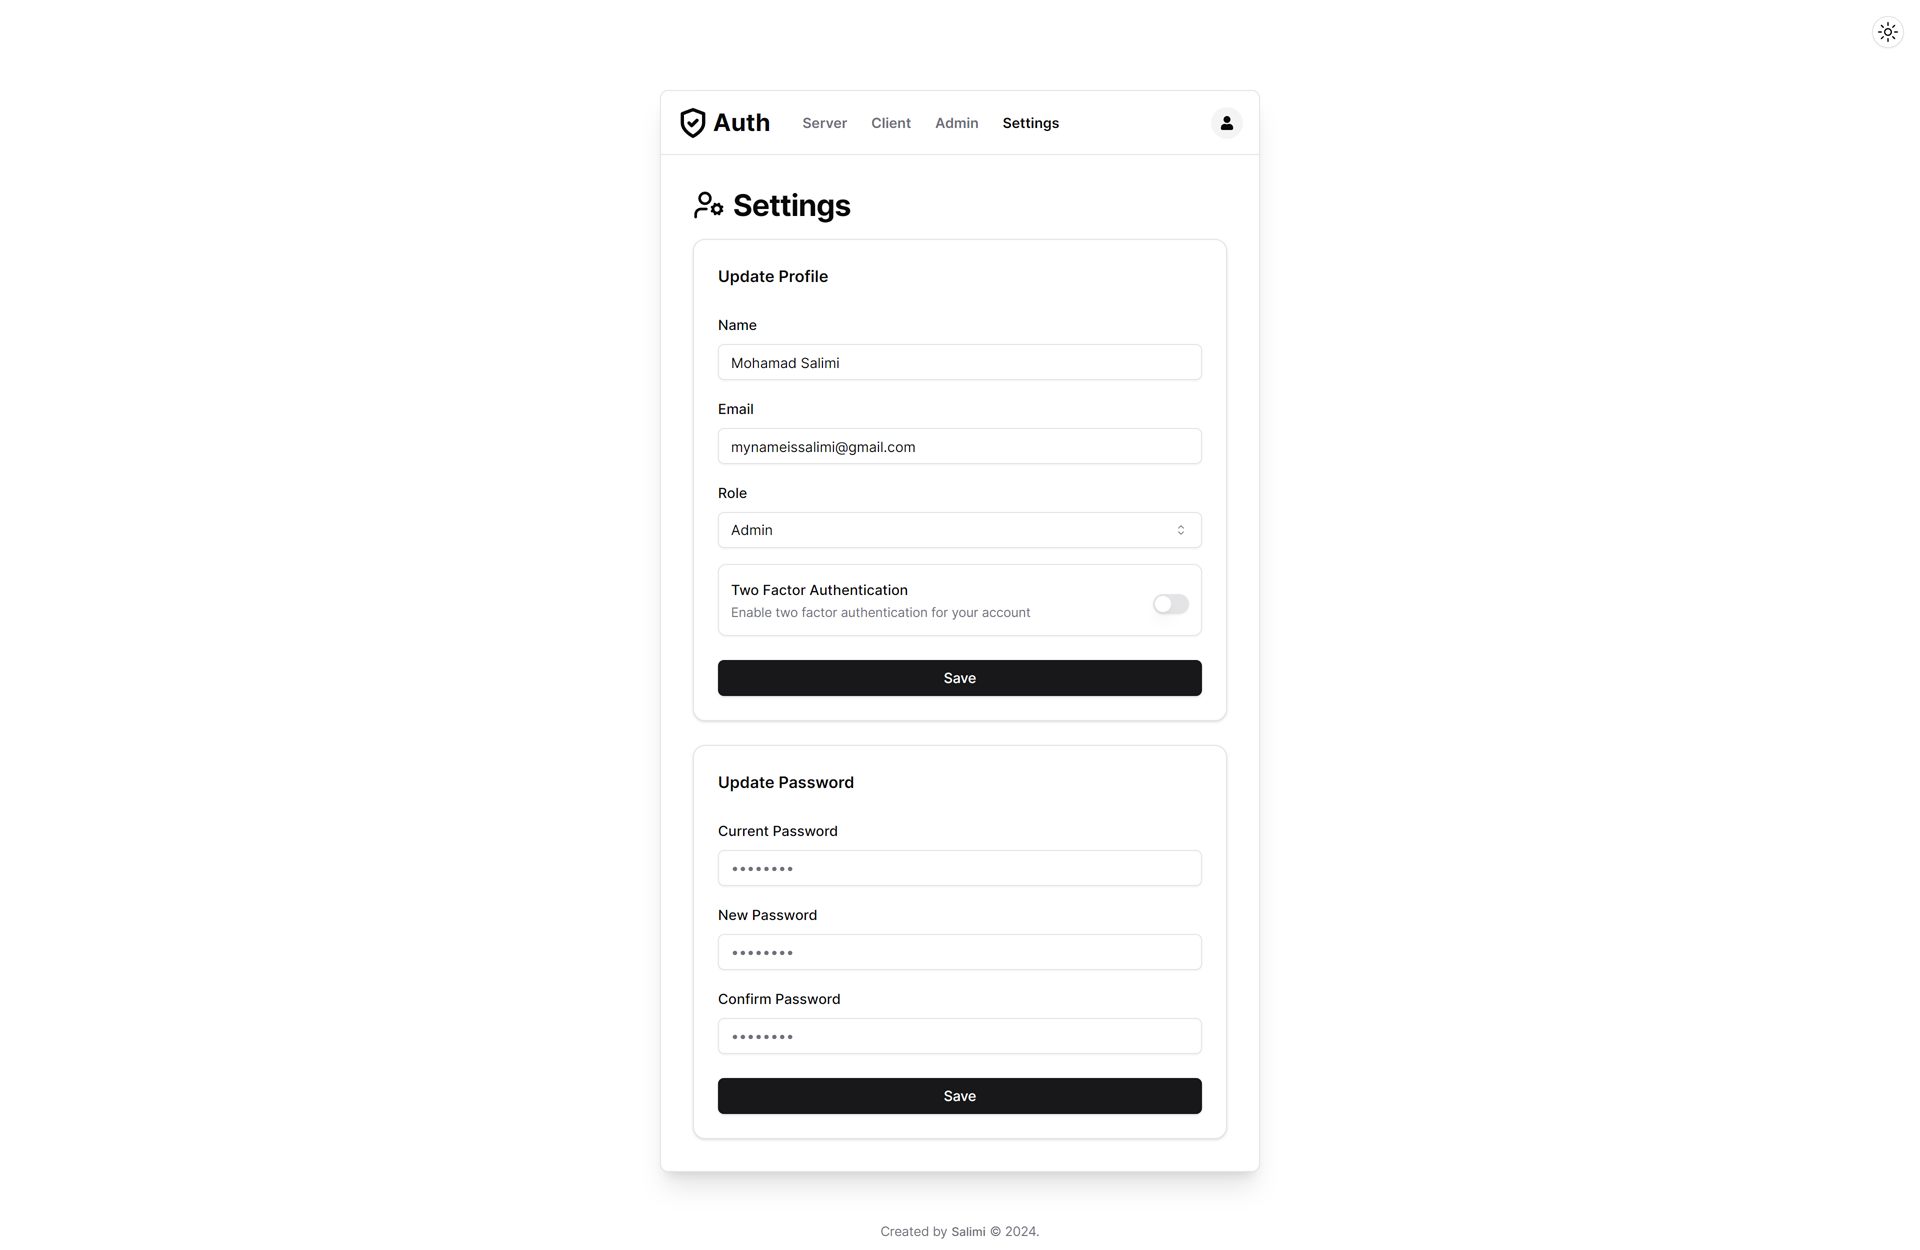 Auth Server Client Admin Settings
Settings
Update Profile
Name
Mohamad Salimi
Email
mynameissalimi@gmail.com
Role
Admin
Two Factor Authentication
Enable two factor authentication for your account
Save
Update Password
Current Password
••••••••
New Password
••••••••
Confirm Password
••••••••
Save
Created by Salimi © 2024.